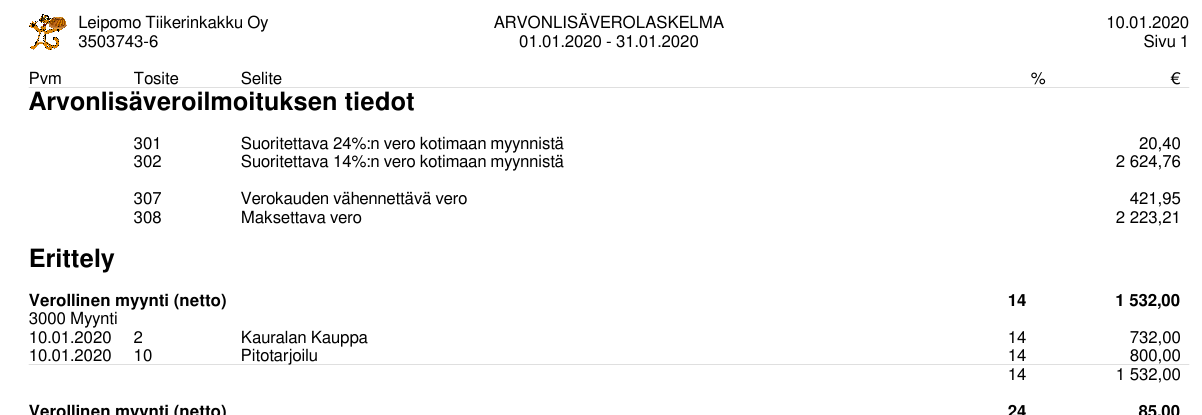 Leipomo Tiikerinkakku Oy ARVONLISÄVEROLASKELMA 10.01.2020
3503743-6 01.01.2020 - 31.01.2020 Sivu 1
Pvm Tosite Selite % €
Arvonlisäveroilmoituksen tiedot
301 Suoritettava 24%:n vero kotimaan myynnistä 20,40
302 Suoritettava 14%:n vero kotimaan myynnistä 2 624,76
307 Verokauden vähennettävä vero 421,95
308 Maksettava vero 2 223,21
Erittely
Verollinen myynti (netto) 14 1 532,00
3000 Myynti
10.01.2020 2 Kauralan Kauppa 14 732,00
10.01.2020 10 Pitotarjoilu 14 800,00
14 1 532,00
Verollinen myynti (netto) 24 85,00